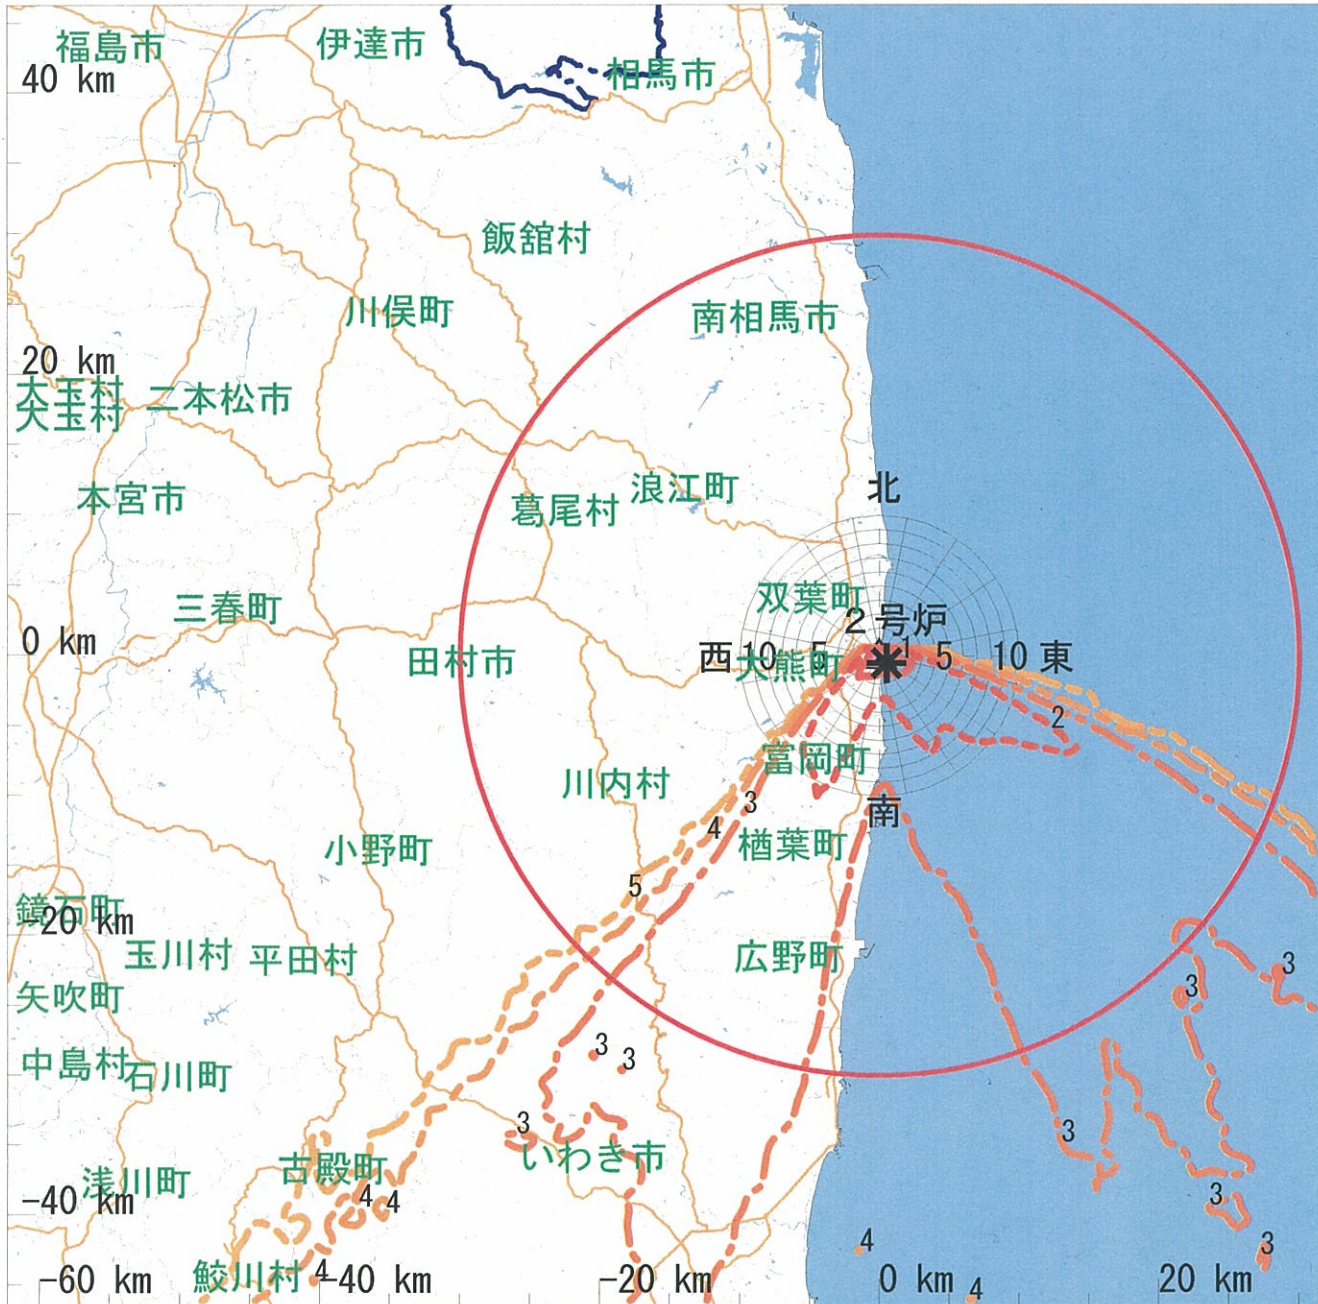 福島市
伊達市
相馬市
40 km
飯舘村
川俣町
南相馬市
20 km
大玉村
大玉村
二本松市
本宮市
葛尾村
浪江町
北
双葉町
三春町
2号炉
0 km
田村市
西
10
5
大熊町
1
5
10
東
2
富岡町
川内村
3
4
南
小野町
楢葉町
5
鏡石町
-20 km
玉川村
平田村
広野町
3
矢吹町
3
中島村
石川町
3
3
3
3
いわき市
古殿町
浅川町
-40 km
4
4
3
4
3
鮫川村
4
-60 km
-40 km
-20 km
0 km
20 km
4